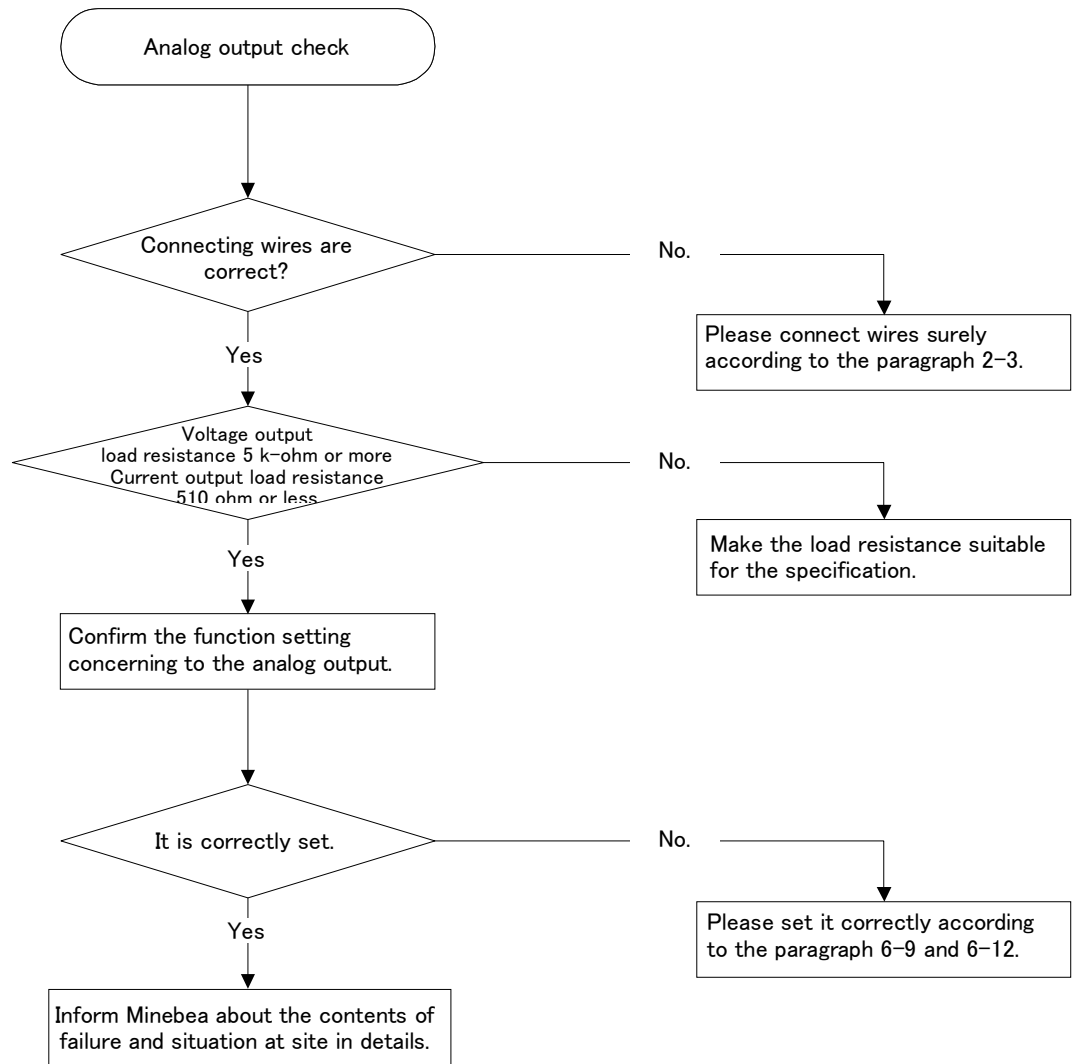 Analog output check
Connecting wires are
correct?
No.
Please connect wires surely
according to the paragraph 2-3.
Yes
Voltage output
load resistance 5 k-ohm or more
Current output load resistance
510 ohm or less
No.
Make the load resistance suitable
for the specification.
Yes
Confirm the function setting
concerning to the analog output.
It is correctly set.
No.
Please set it correctly according
to the paragraph 6-9 and 6-12.
Yes
Inform Minebea about the contents of
failure and situation at site in details.